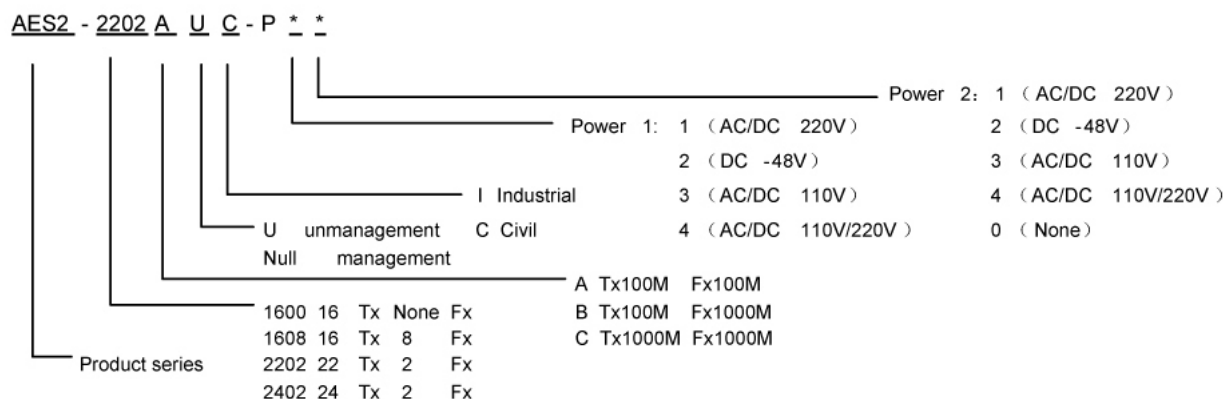 AES2 - 2202 A U C - P * *
Power 2: 1 （AC/DC 220V）
Power 1: 1 （AC/DC 220V） 2 （DC -48V）
2 （DC -48V） 3 （AC/DC 110V）
I Industrial 3 （AC/DC 110V） 4 （AC/DC 110V/220V）
U unmanagement C Civil 4 （AC/DC 110V/220V） 0 （None）
Null management
A Tx100M Fx100M
1600 16 Tx None Fx B Tx100M Fx1000M
1608 16 Tx 8 Fx C Tx1000M Fx1000M
Product series 2202 22 Tx 2 Fx
2402 24 Tx 2 Fx